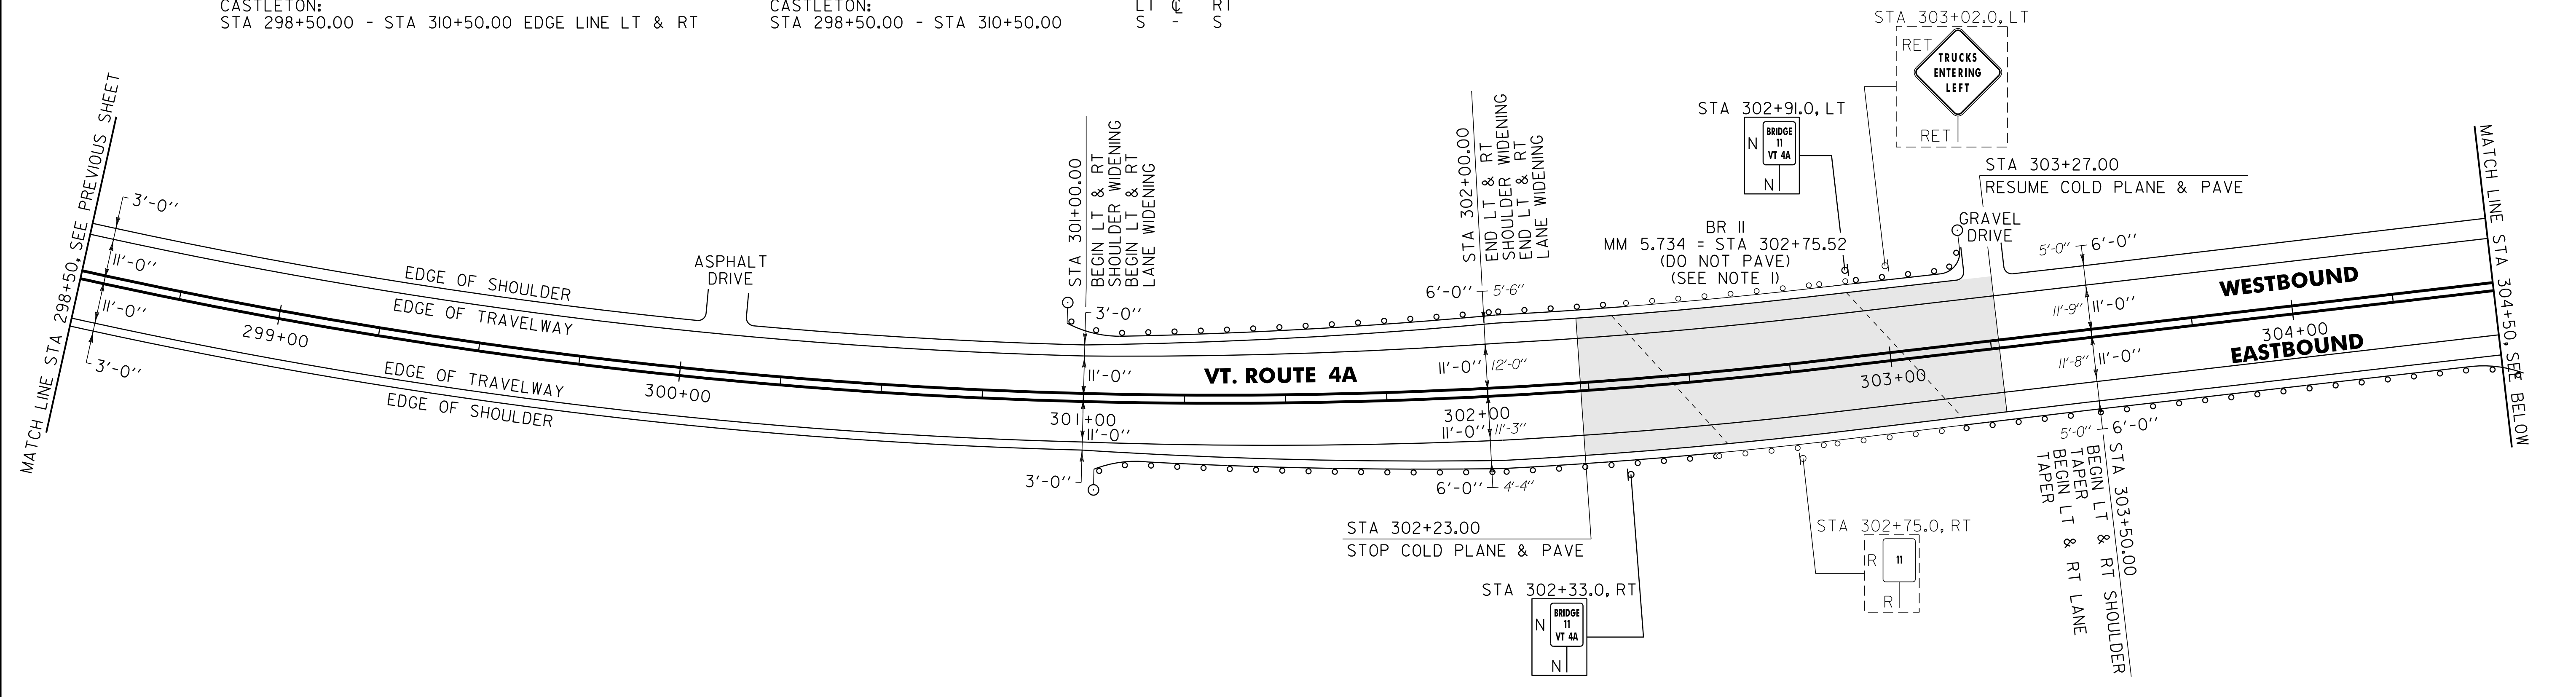 CASTLETON:
STA 298+50.00 - STA 310+50.00 EDGE LINE LT & RT
CASTLETON:
STA 298+50.00 - STA 310+50.00
LT ℄ RT
S - S
MATCH LINE STA 298+50, SEE PREVIOUS SHEET
3'-0''
11'-0''
11'-0''
3'-0''
299+00
EDGE OF SHOULDER
EDGE OF TRAVELWAY
EDGE OF TRAVELWAY
EDGE OF SHOULDER
ASPHALT
DRIVE
300+00
STA 301+00.00
BEGIN LT & RT
SHOULDER WIDENING
BEGIN LT & RT
LANE WIDENING
3'-0''
11'-0''
301+00
11'-0''
3'-0''
VT. ROUTE 4A
STA 302+00.00
END LT & RT
SHOULDER WIDENING
END LT & RT
LANE WIDENING
6'-0'' 5'-6''
11'-0'' 12'-0''
302+00
11'-0'' 11'-3''
6'-0'' 4'-4''
STA 302+23.00
STOP COLD PLANE & PAVE
STA 302+33.0, RT
N
BRIDGE
11
VT 4A
N
BR 11
MM 5.734 = STA 302+75.52
(DO NOT PAVE)
(SEE NOTE 1)
STA 302+91.0, LT
N
BRIDGE
11
VT 4A
N
STA 303+02.0, LT
RET
TRUCKS
ENTERING
LEFT
RET
STA 303+27.00
RESUME COLD PLANE & PAVE
GRAVEL
DRIVE
303+00
STA 302+75.0, RT
R
11
R
5'-0'' 6'-0''
11'-9'' 11'-0''
11'-8'' 11'-0''
5'-0'' 6'-0''
STA 303+50.00
BEGIN LT & RT SHOULDER
TAPER
BEGIN LT & RT LANE
TAPER
WESTBOUND
304+00
EASTBOUND
MATCH LINE STA 304+50, SEE BELOW